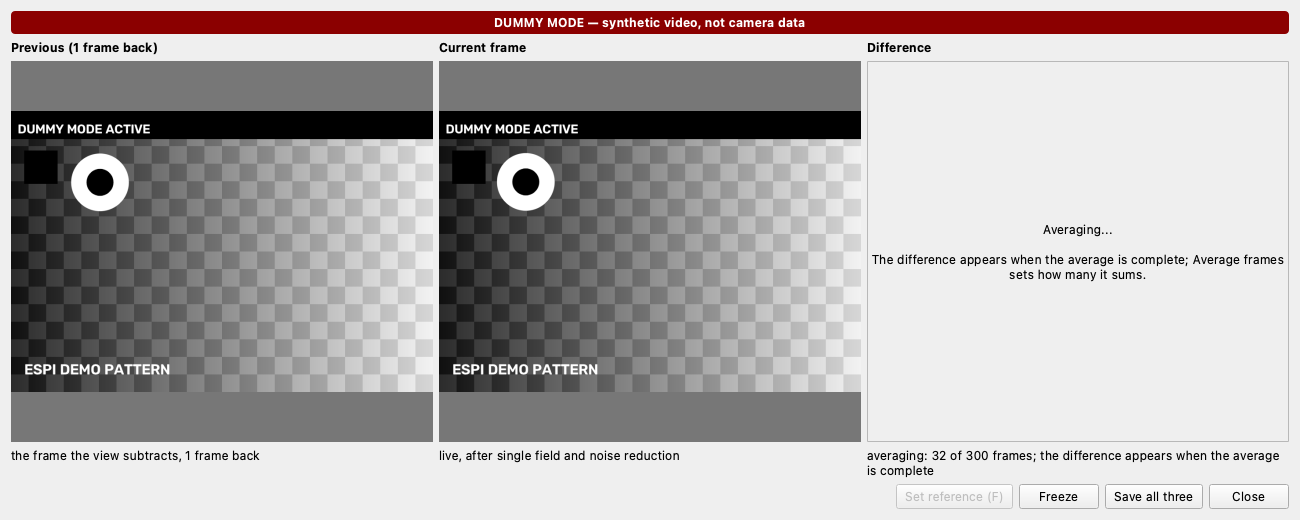 DUMMY MODE — synthetic video, not camera data
Previous (1 frame back)
Current frame
Difference
DUMMY MODE ACTIVE
ESPI DEMO PATTERN
DUMMY MODE ACTIVE
ESPI DEMO PATTERN
Averaging...
The difference appears when the average is complete; Average frames
sets how many it sums.
the frame the view subtracts, 1 frame back
live, after single field and noise reduction
averaging: 32 of 300 frames; the difference appears when the average
is complete
Set reference (F)
Freeze
Save all three
Close